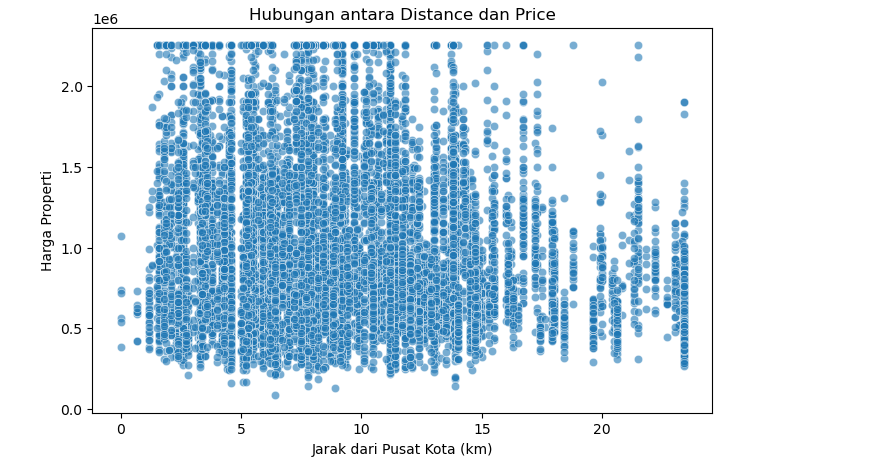 Hubungan antara Distance dan Price
1e6
2.0
1.5
1.0
0.5
0.0
Harga Properti
0 5 10 15 20
Jarak dari Pusat Kota (km)